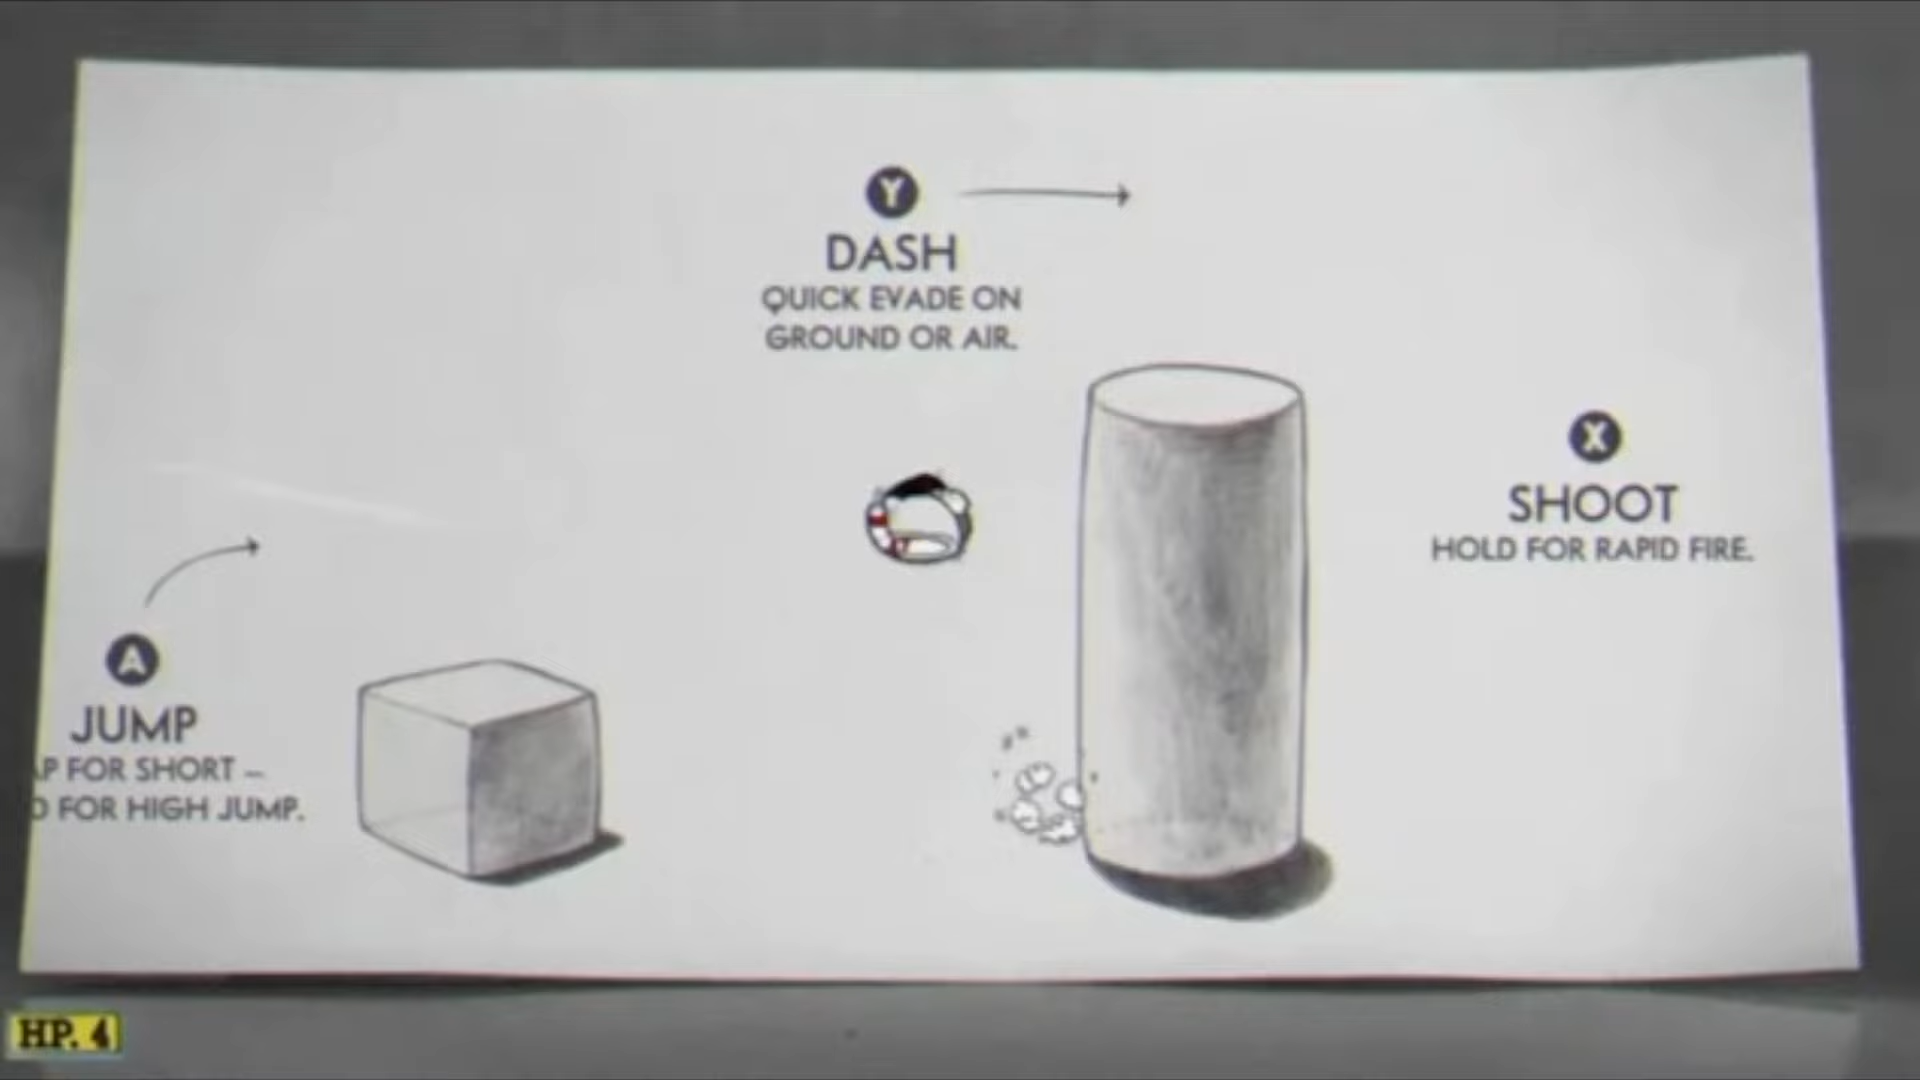 Y
DASH
QUICK EVADE ON
GROUND OR AIR.
X
SHOOT
HOLD FOR RAPID FIRE.
A
JUMP
P FOR SHORT –
D FOR HIGH JUMP.
HP. 4